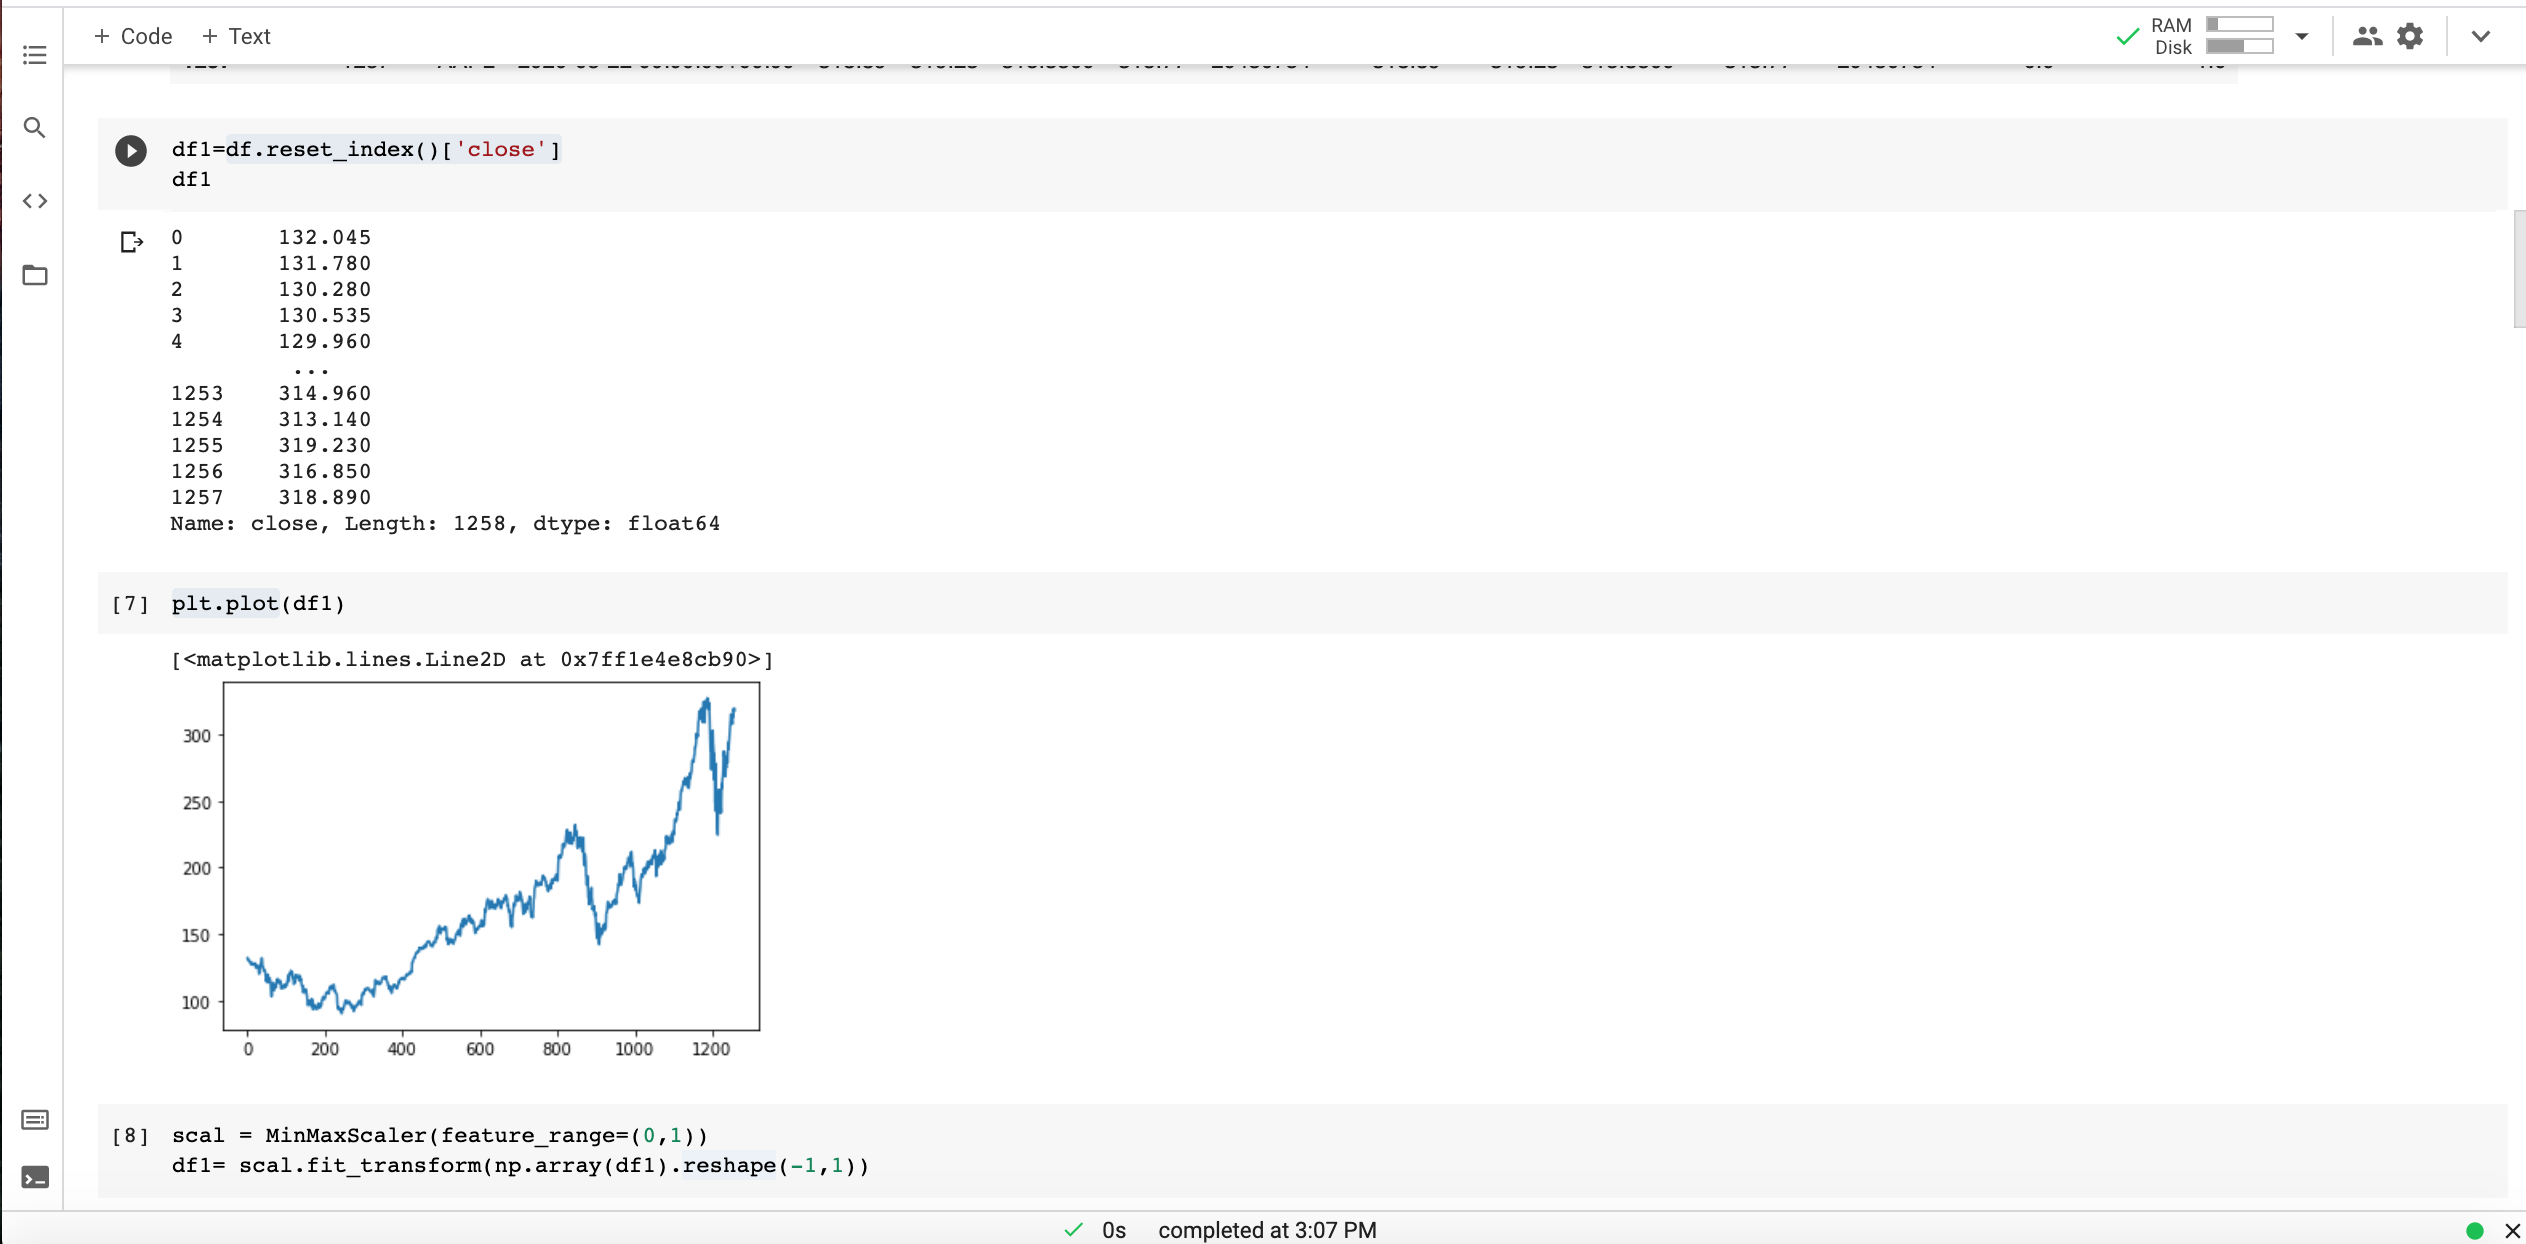 + Code + Text
RAM
Disk
df1=df.reset_index()['close']
df1
0 132.045
1 131.780
2 130.280
3 130.535
4 129.960
...
1253 314.960
1254 313.140
1255 319.230
1256 316.850
1257 318.890
Name: close, Length: 1258, dtype: float64
[7] plt.plot(df1)
[<matplotlib.lines.Line2D at 0x7ff1e4e8cb90>]
300
250
200
150
100
0 200 400 600 800 1000 1200
[8] scal = MinMaxScaler(feature_range=(0,1))
df1= scal.fit_transform(np.array(df1).reshape(-1,1))
0s completed at 3:07 PM